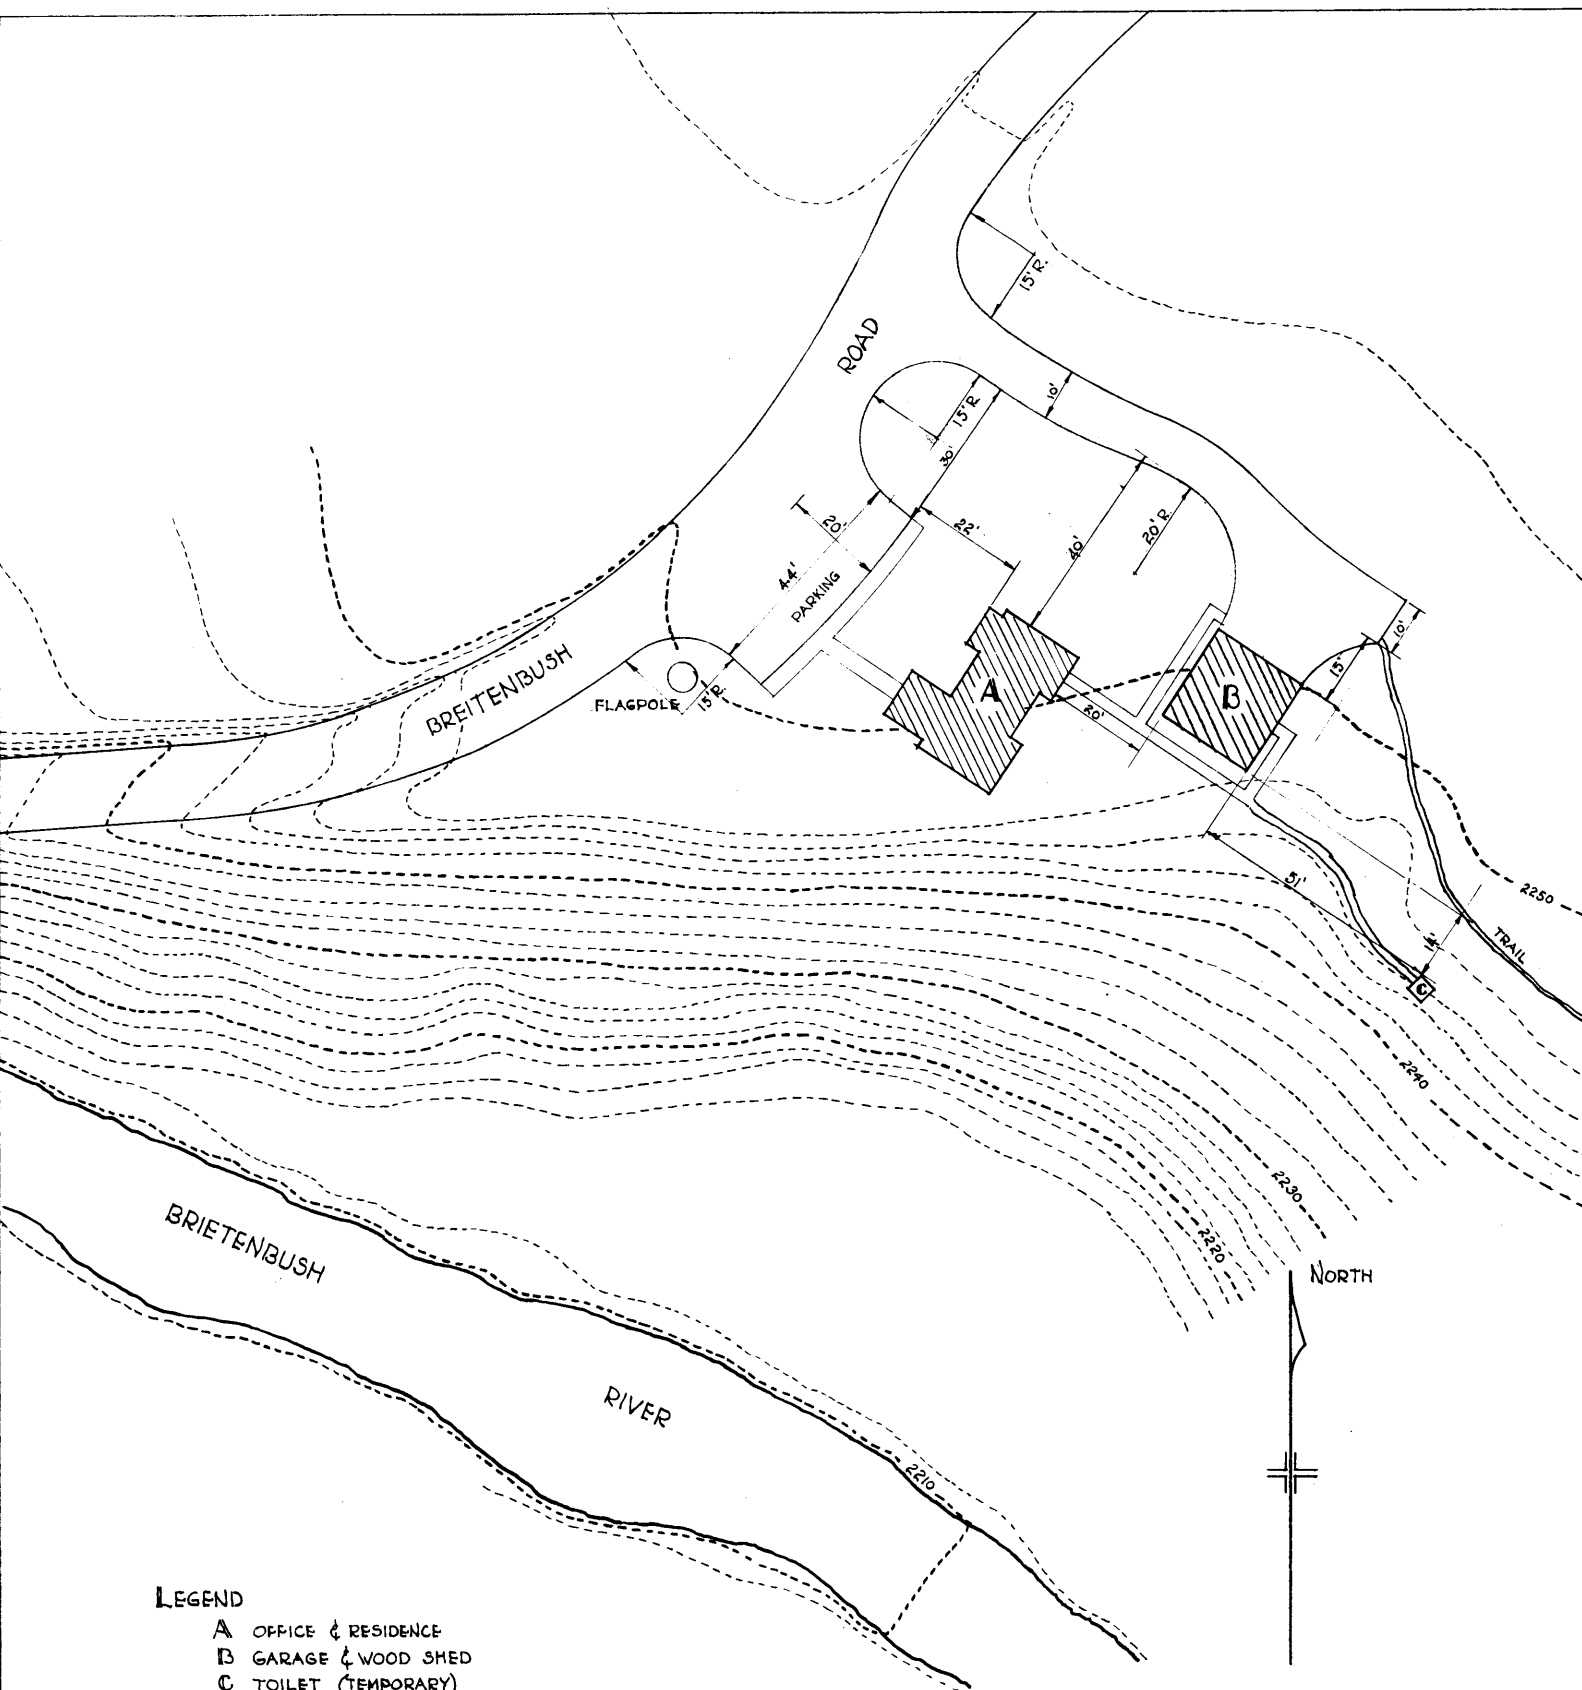 15' R.
ROAD
10'
15' R
30'
20'
22'
44'
40'
20' R.
PARKING
10'
15'
BREITENBUSH
FLAGPOLE
15' R.
A
B
20'
51'
2250
14'
TRAIL
C
2240
2230
2220
BRIETENBUSH
RIVER
NORTH
2210
LEGEND
A OFFICE & RESIDENCE
B GARAGE & WOOD SHED
C TOILET (TEMPORARY)